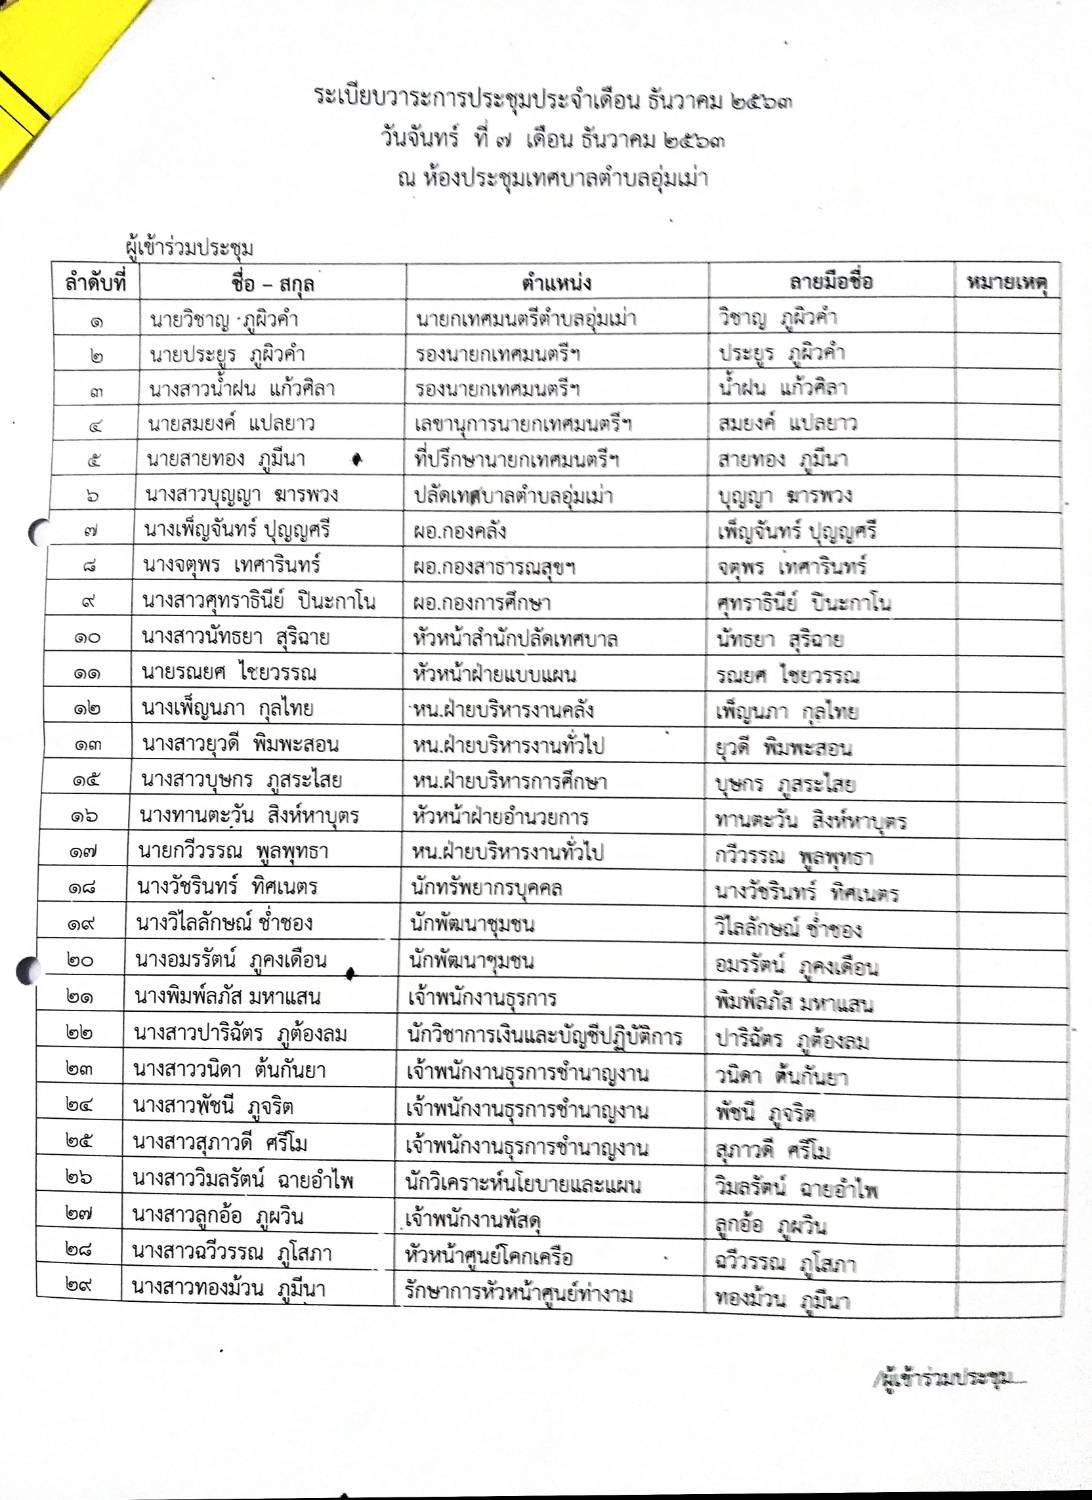 ระเบียบวาระการประชุมประจำเดือน ธันวาคม ๒๕๖๓
วันจันทร์ ที่ ๗ เดือน ธันวาคม ๒๕๖๓
ณ ห้องประชุมเทศบาลตำบลอุ่มเม่า
ผู้เข้าร่วมประชุม
ลำดับที่ ชื่อ – สกุล ตำแหน่ง ลายมือชื่อ หมายเหตุ
๑ นายวิชาญ ภูผิวคำ นายกเทศมนตรีตำบลอุ่มเม่า วิชาญ ภูผิวคำ
๒ นายประยูร ภูผิวคำ รองนายกเทศมนตรีฯ ประยูร ภูผิวคำ
๓ นางสาวน้ำฝน แก้วศิลา รองนายกเทศมนตรีฯ น้ำฝน แก้วศิลา
๔ นายสมยงค์ แปลยาว เลขานุการนายกเทศมนตรีฯ สมยงค์ แปลยาว
๕ นายสายทอง ภูมีนา ที่ปรึกษานายกเทศมนตรีฯ สายทอง ภูมีนา
๖ นางสาวบุญญา ฆารพวง ปลัดเทศบาลตำบลอุ่มเม่า บุญญา ฆารพวง
๗ นางเพ็ญจันทร์ ปุญญศรี ผอ.กองคลัง เพ็ญจันทร์ ปุญญศรี
๘ นางจตุพร เทศารินทร์ ผอ.กองสาธารณสุขฯ จตุพร เทศารินทร์
๙ นางสาวศุทราธินีย์ ปินะกาโน ผอ.กองการศึกษา ศุทราธินีย์ ปินะกาโน
๑๐ นางสาวนัทธยา สุริฉาย หัวหน้าสำนักปลัดเทศบาล นัทธยา สุริฉาย
๑๑ นายรณยศ ไชยวรรณ หัวหน้าฝ่ายแบบแผน รณยศ ไชยวรรณ
๑๒ นางเพ็ญนภา กุลไทย หน.ฝ่ายบริหารงานคลัง เพ็ญนภา กุลไทย
๑๓ นางสาวยุวดี พิมพะสอน หน.ฝ่ายบริหารงานทั่วไป ยุวดี พิมพะสอน
๑๕ นางสาวบุษกร ภูสระไสย หน.ฝ่ายบริหารการศึกษา บุษกร ภูสระไสย
๑๖ นางทานตะวัน สิงห์หาบุตร หัวหน้าฝ่ายอำนวยการ ทานตะวัน สิงห์หาบุตร
๑๗ นายกวีวรรณ พูลพุทธา หน.ฝ่ายบริหารงานทั่วไป กวีวรรณ พูลพุทธา
๑๘ นางวัชรินทร์ ทิศเนตร นักทรัพยากรบุคคล นางวัชรินทร์ ทิศเนตร
๑๙ นางวิไลลักษณ์ ช่ำชอง นักพัฒนาชุมชน วิไลลักษณ์ ช่ำชอง
๒๐ นางอมรรัตน์ ภูคงเดือน นักพัฒนาชุมชน อมรรัตน์ ภูคงเดือน
๒๑ นางพิมพ์ลภัส มหาแสน เจ้าพนักงานธุรการ พิมพ์ลภัส มหาแสน
๒๒ นางสาวปาริฉัตร ภูต้องลม นักวิชาการเงินและบัญชีปฏิบัติการ ปาริฉัตร ภูต้องลม
๒๓ นางสาววนิดา ต้นกันยา เจ้าพนักงานธุรการชำนาญงาน วนิดา ต้นกันยา
๒๔ นางสาวพัชนี ภูจริต เจ้าพนักงานธุรการชำนาญงาน พัชนี ภูจริต
๒๕ นางสาวสุภาวดี ศรีโม เจ้าพนักงานธุรการชำนาญงาน สุภาวดี ศรีโม
๒๖ นางสาววิมลรัตน์ ฉายอำไพ นักวิเคราะห์นโยบายและแผน วิมลรัตน์ ฉายอำไพ
๒๗ นางสาวลูกอ้อ ภูผวิน เจ้าพนักงานพัสดุ ลูกอ้อ ภูผวิน
๒๘ นางสาวฉวีวรรณ ภูโสภา หัวหน้าศูนย์โคกเครือ ฉวีวรรณ ภูโสภา
๒๙ นางสาวทองม้วน ภูมีนา รักษาการหัวหน้าศูนย์ท่างาม ทองม้วน ภูมีนา
/ผู้เข้าร่วมประชุม...